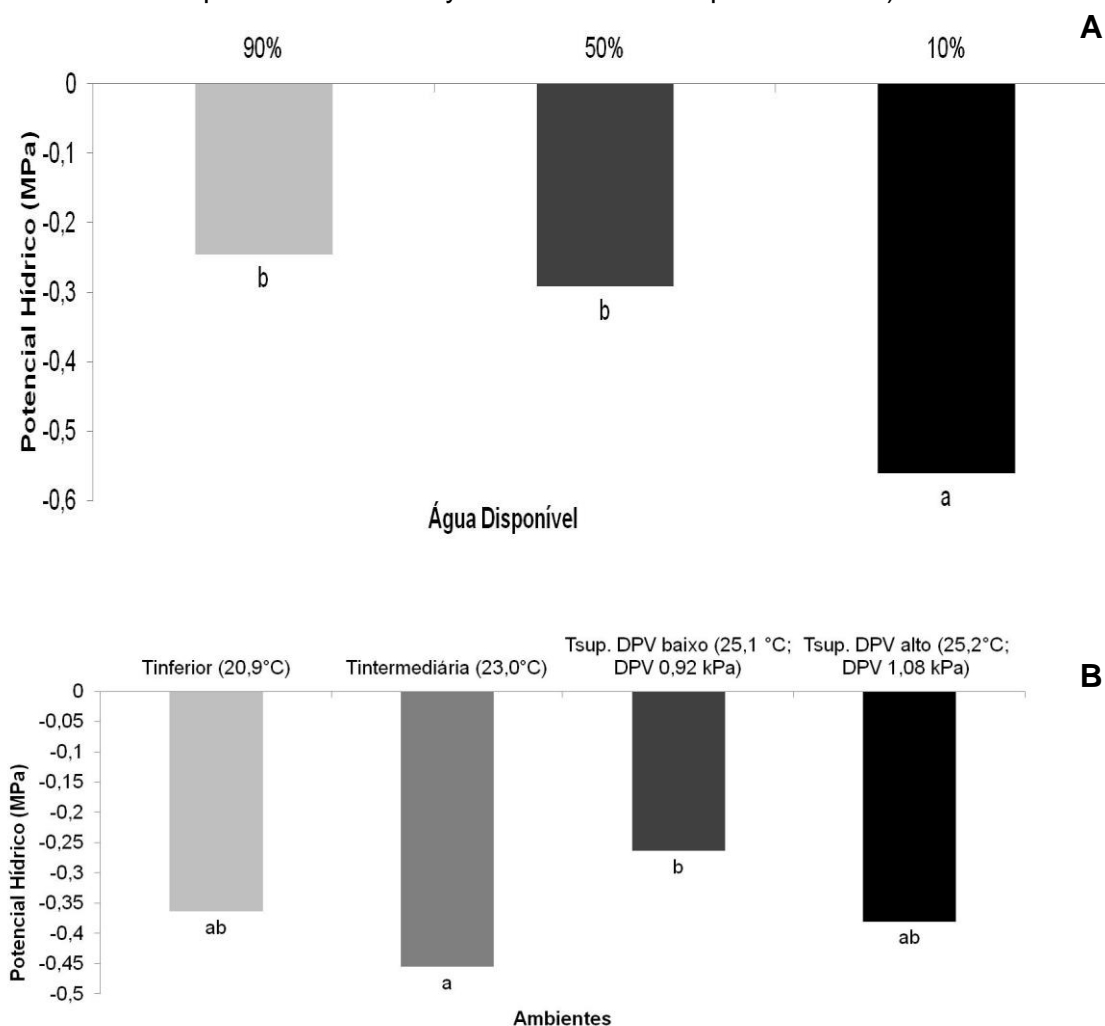 A
90% 50% 10%
0
-0,1
-0,2
-0,3
-0,4
-0,5
-0,6
Potencial Hídrico (MPa)
b
b
a
Água Disponível
B
Tinferior (20,9°C)
Tintermediária (23,0°C)
Tsup. DPV baixo (25,1 °C;
DPV 0,92 kPa)
Tsup. DPV alto (25,2°C;
DPV 1,08 kPa)
0
-0,05
-0,1
-0,15
-0,2
-0,25
-0,3
-0,35
-0,4
-0,45
-0,5
Potencial Hídrico (MPa)
ab
a
b
ab
Ambientes